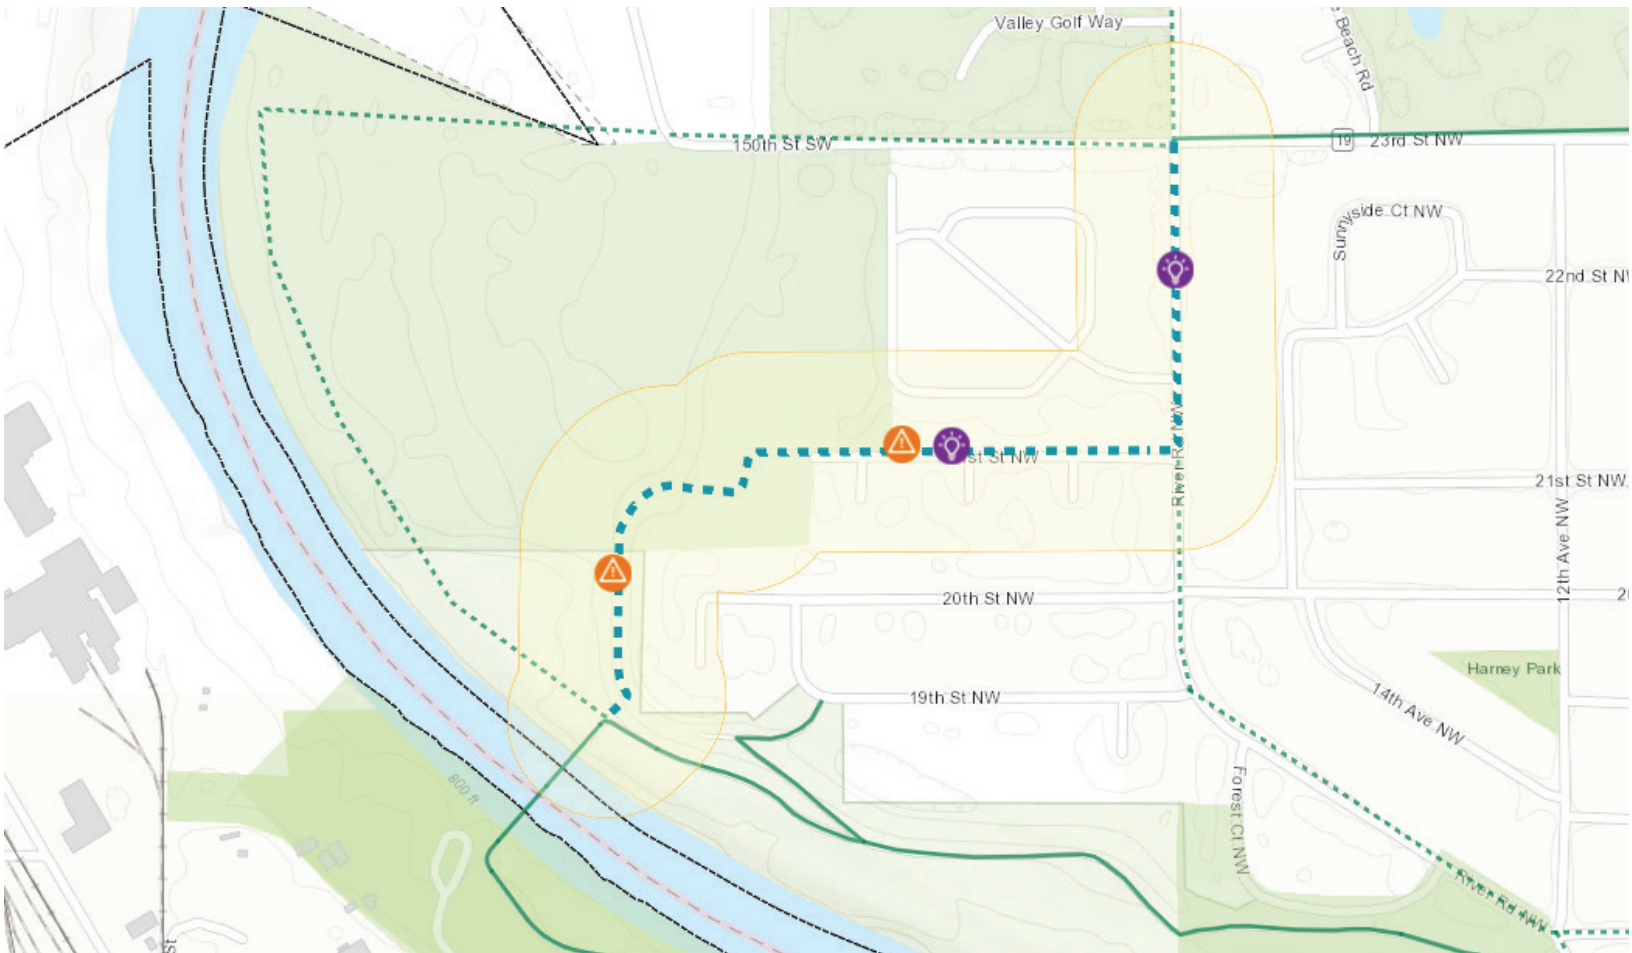 Valley Golf Way
Beach Rd
150th St SW
19
23rd St NW
Sunnyside Ct NW
22nd St N
River Rd NW
st St NW
21st St NW
12th Ave NW
20th St NW
20
Harney Park
14th Ave NW
19th St NW
Forest Ct NW
800 ft
River Rd NW
St